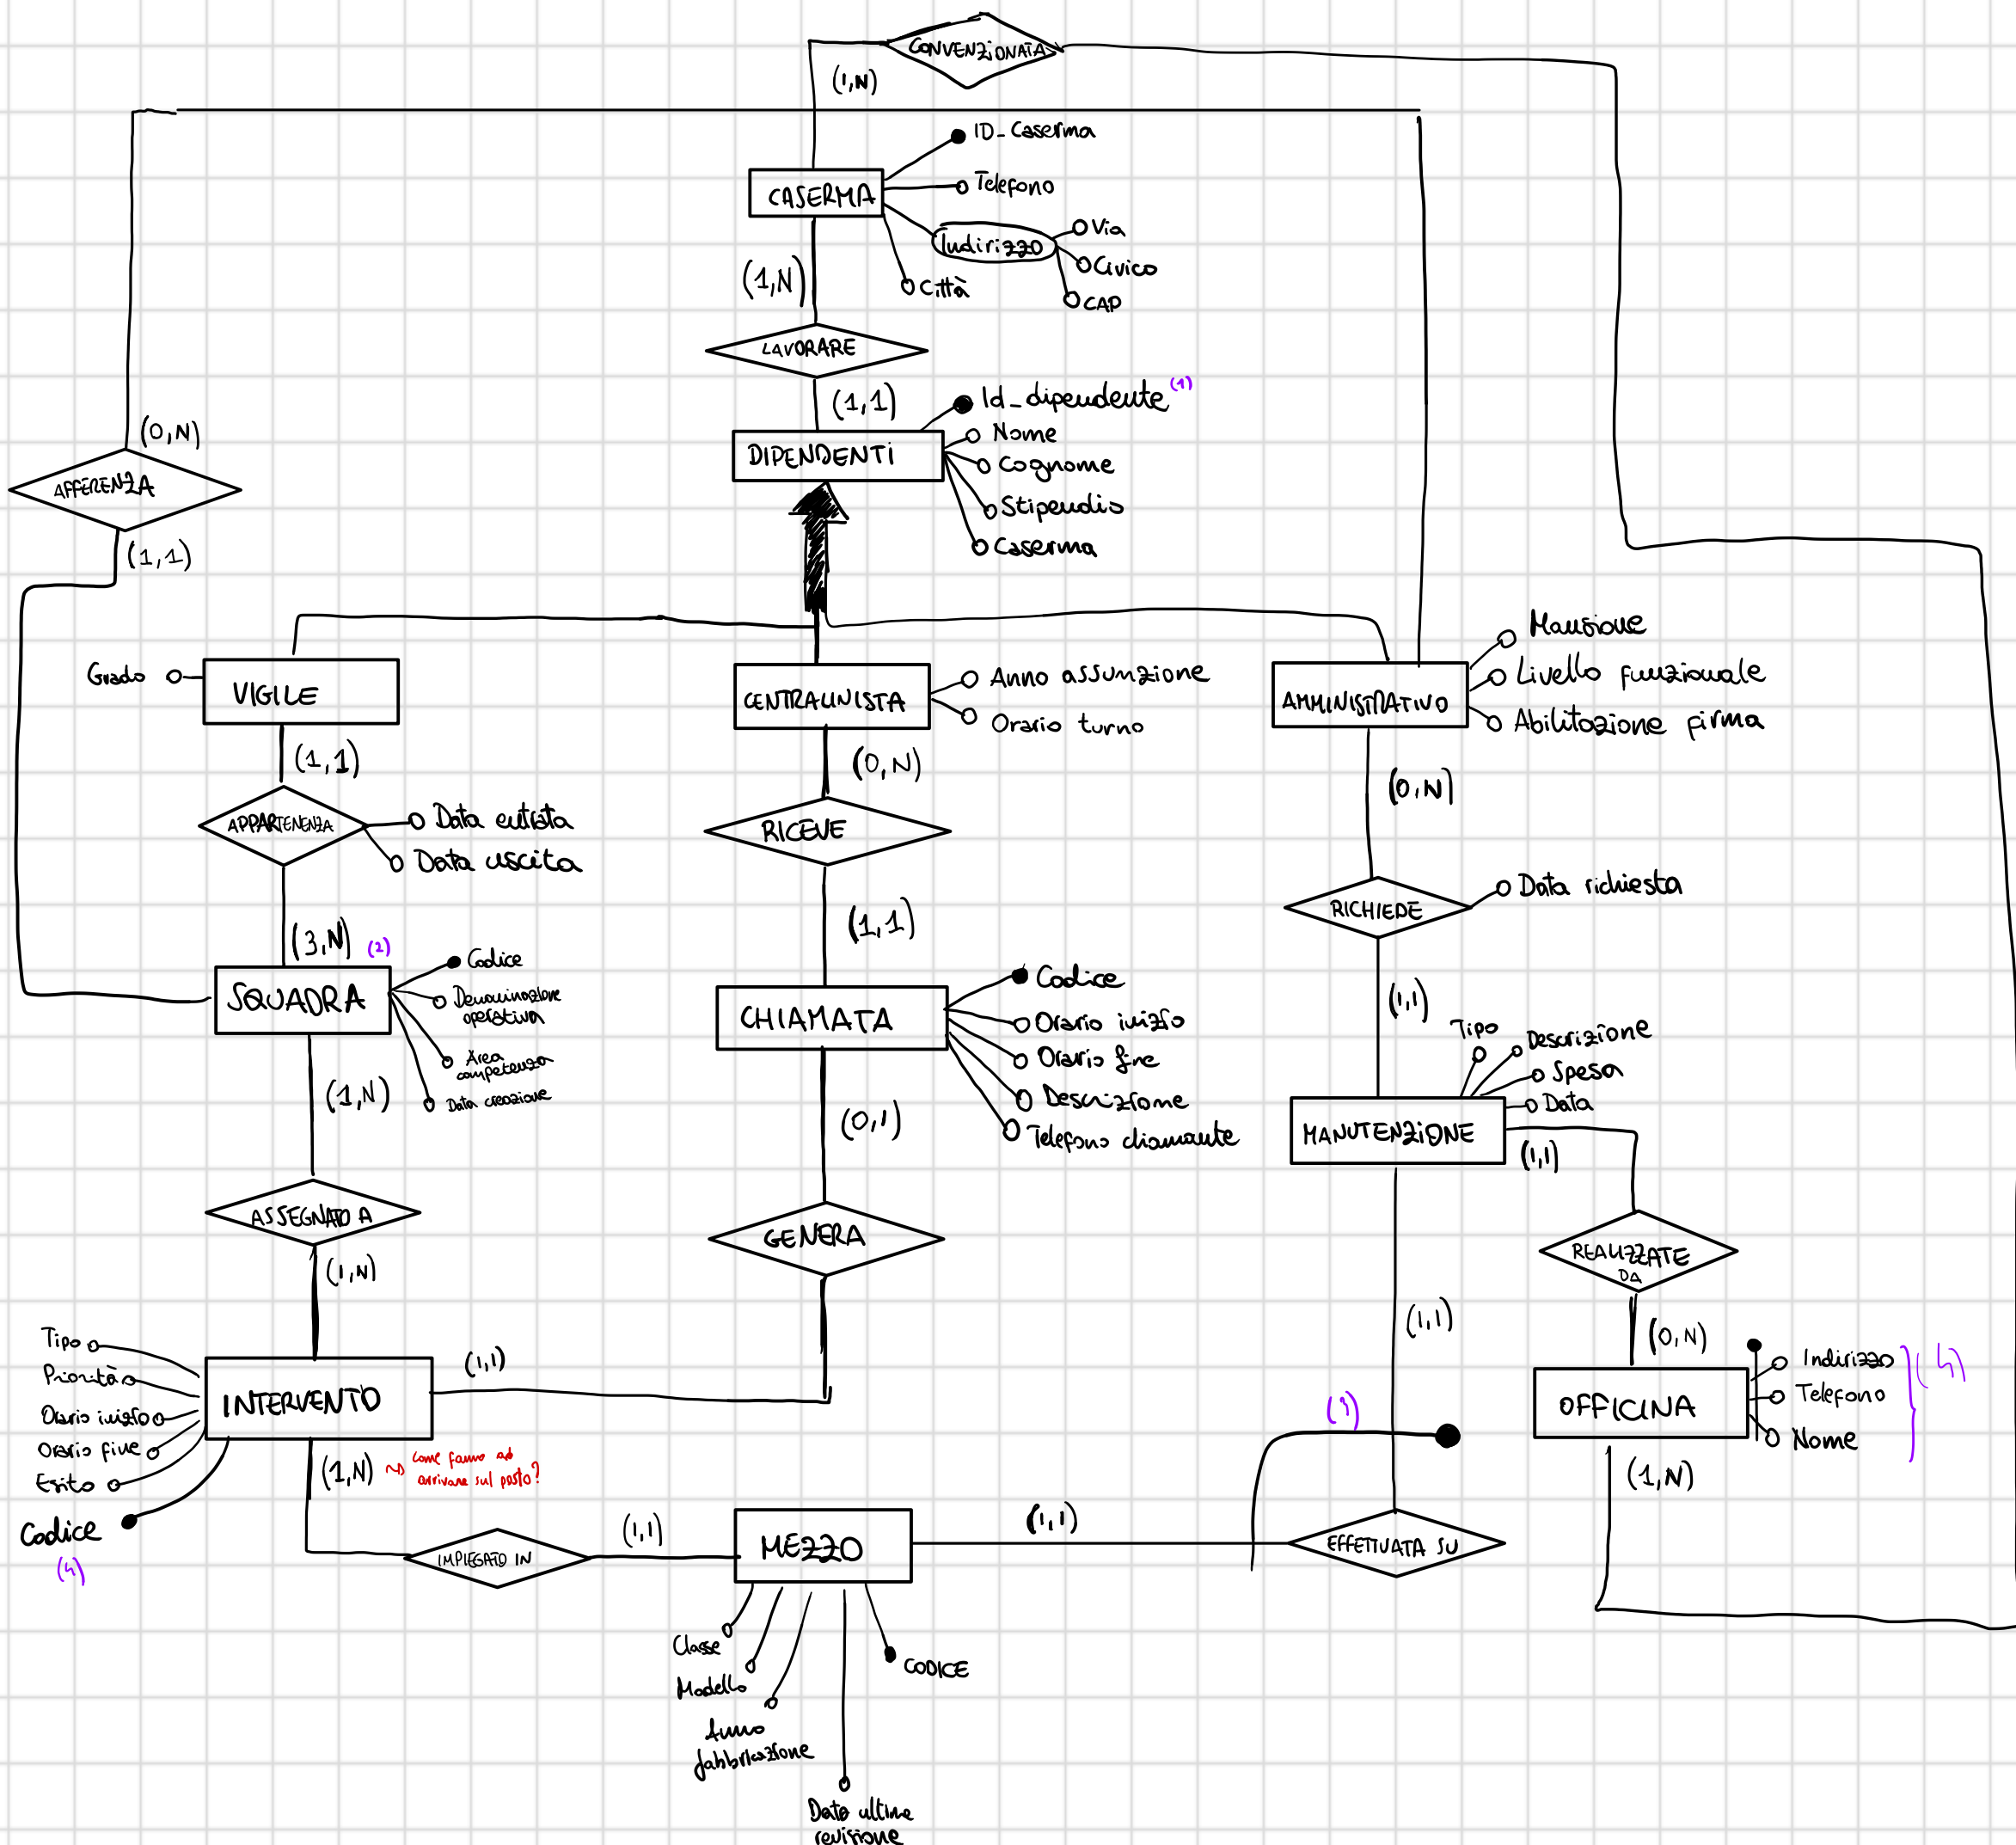 CONVENZIONATA
(1,N)
ID_Caserma
Telefono
CASERMA
Indirizzo
Via
Civico
CAP
Città
(1,N)
LAVORARE
(1,1)
Id_dipendente (1)
Nome
DIPENDENTI
Cognome
Stipendio
Caserma
(0,N)
AFFERENZA
(1,1)
Grado
VIGILE
CENTRALINISTA
Anno assunzione
Orario turno
AMMINISTRATIVO
Mansione
Livello funzionale
Abilitazione firma
(1,1)
APPARTENENZA
Data entrata
Data uscita
(3,N) (2)
(0,N)
RICEVE
(1,1)
(0,N)
RICHIEDE
Data richiesta
(1,1)
SQUADRA
Codice
Denominazione
operativa
Area
competenza
Data creazione
CHIAMATA
Codice
Orario inizio
Orario fine
Descrizione
Telefono chiamante
Tipo
Descrizione
Spesa
Data
MANUTENZIONE
(1,1)
(1,N)
ASSEGNATO A
(1,N)
(0,1)
GENERA
REALIZZATE
DA
(0,N)
(1,1)
Tipo
Priorità
Orario inizio
Orario fine
Esito
Codice
(4)
INTERVENTO
(1,1)
(1,N)
come fanno ad
arrivare sul posto?
OFFICINA
Indirizzo
Telefono
Nome
(4)
(1,N)
(3)
IMPIEGATO IN
(1,1)
MEZZO
(1,1)
EFFETTUATA SU
Classe
Modello
Anno
fabbricazione
Data ultima
revisione
CODICE